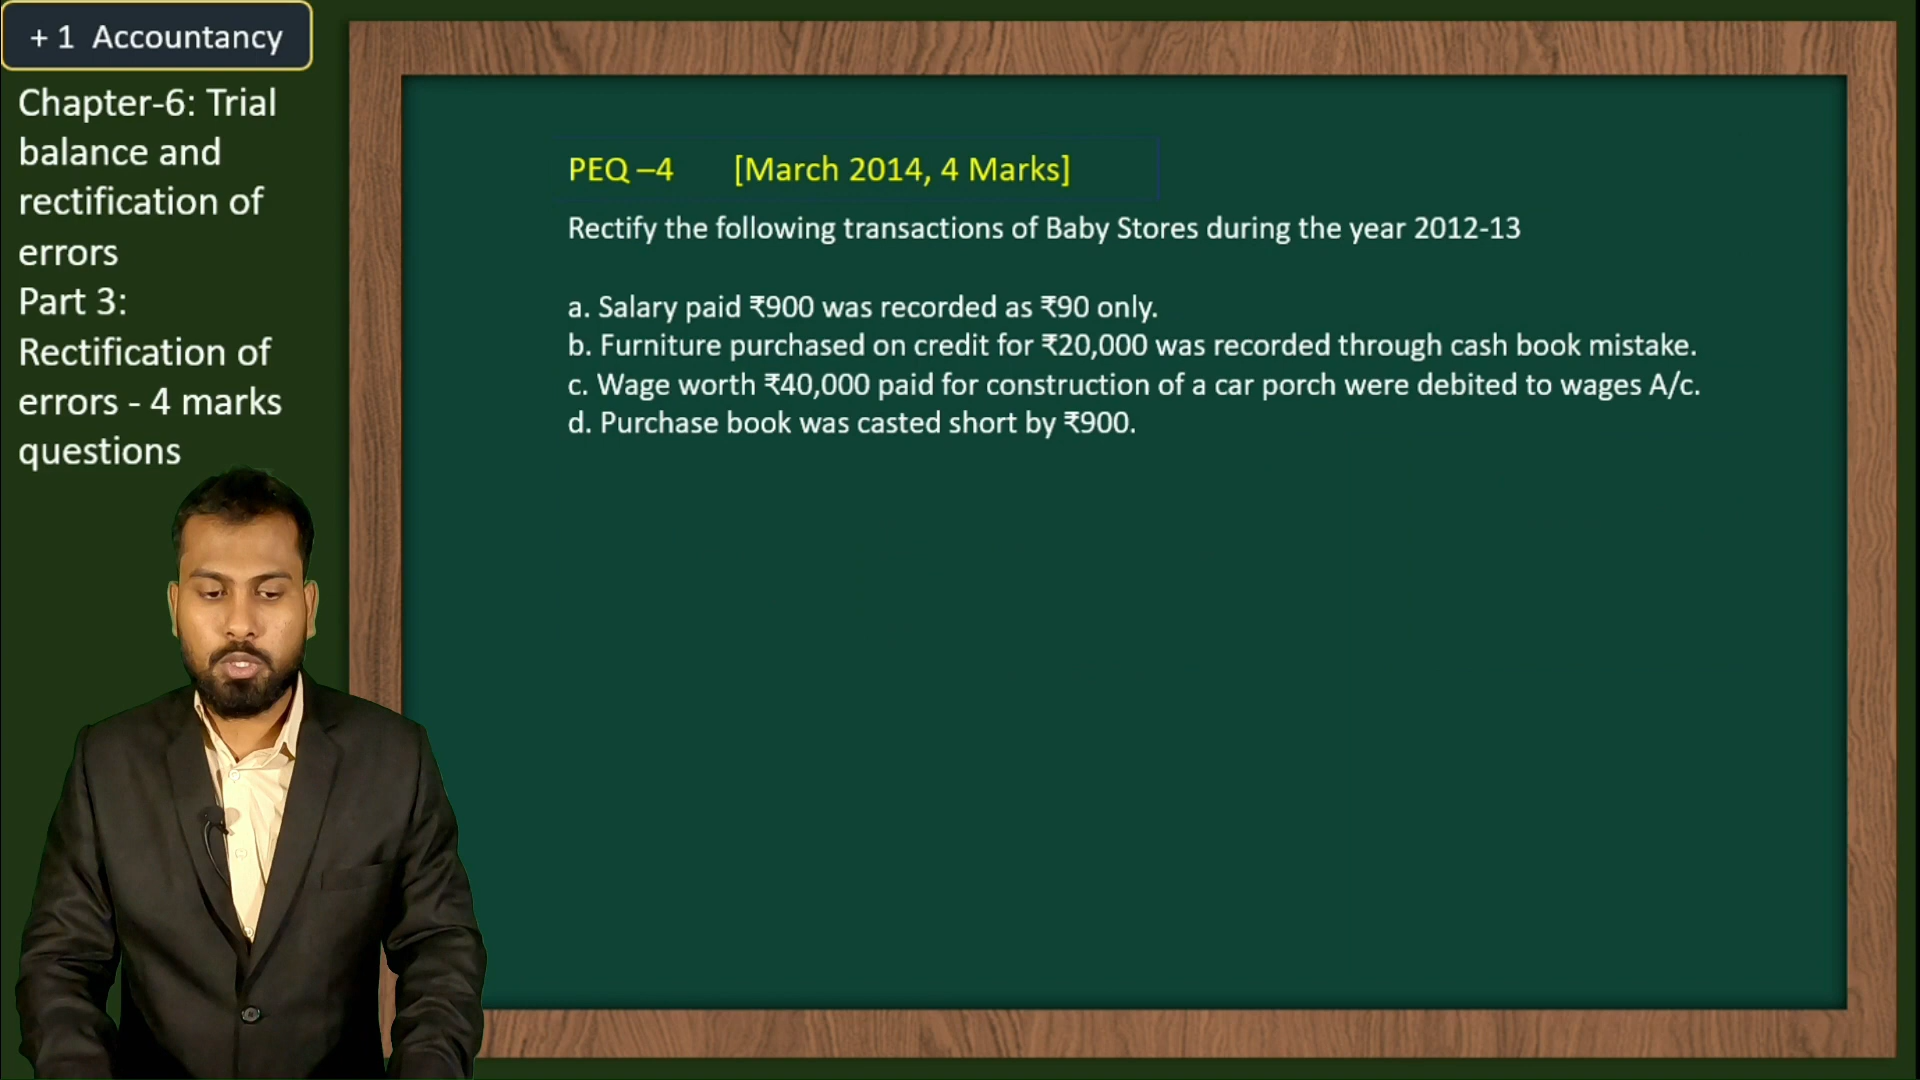 + 1 Accountancy
Chapter-6: Trial
balance and
rectification of
errors
Part 3:
Rectification of
errors - 4 marks
questions
PEQ –4 [March 2014, 4 Marks]
Rectify the following transactions of Baby Stores during the year 2012-13
a. Salary paid ₹900 was recorded as ₹90 only.
b. Furniture purchased on credit for ₹20,000 was recorded through cash book mistake.
c. Wage worth ₹40,000 paid for construction of a car porch were debited to wages A/c.
d. Purchase book was casted short by ₹900.